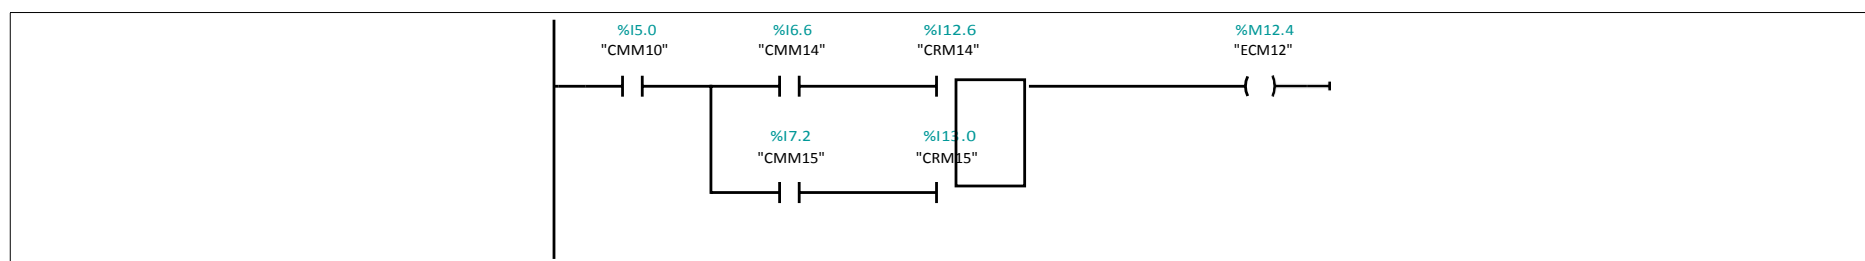 %I5.0 %I6.6 %I12.6 %M12.4
"CMM10" "CMM14" "CRM14" "ECM12"
%I7.2 %I13.0
"CMM15" "CRM15"